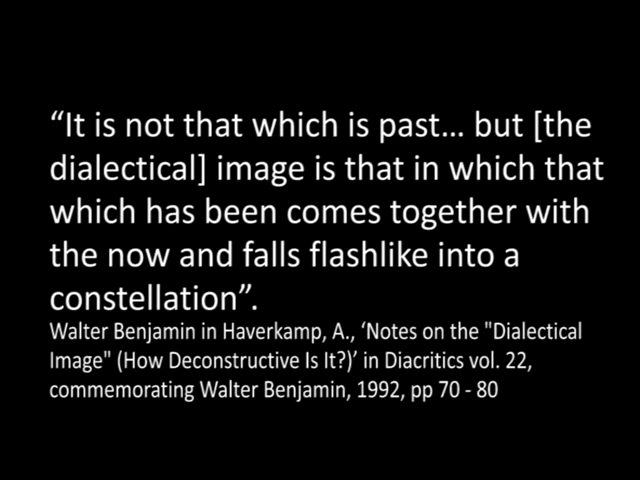 “It is not that which is past… but [the
dialectical] image is that in which that
which has been comes together with
the now and falls flashlike into a
constellation”.
Walter Benjamin in Haverkamp, A., ‘Notes on the "Dialectical
Image" (How Deconstructive Is It?)’ in Diacritics vol. 22,
commemorating Walter Benjamin, 1992, pp 70 - 80